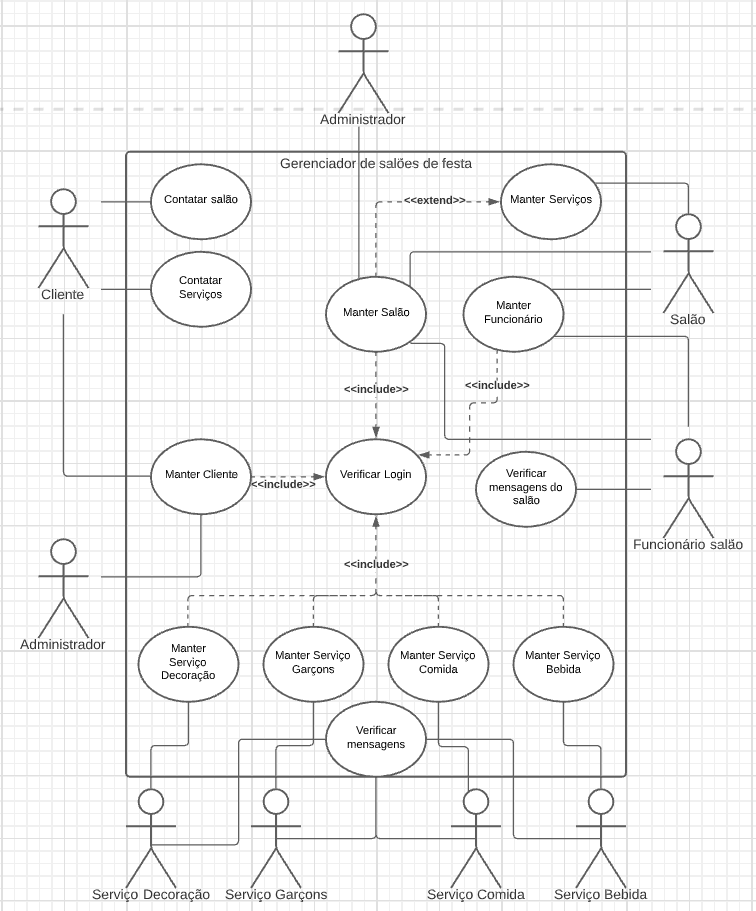 Administrador
Gerenciador de salões de festa
Contatar salão
<<extend>>
Manter Serviços
Cliente
Contatar
Serviços
Manter Salão
Manter
Funcionário
Salão
<<include>>
<<include>>
Manter Cliente
<<include>>
Verificar Login
Verificar
mensagens do
salão
Funcionário salão
<<include>>
Administrador
Manter
Serviço
Decoração
Manter Serviço
Garçons
Manter Serviço
Comida
Manter Serviço
Bebida
Verificar
mensagens
Serviço Decoração
Serviço Garçons
Serviço Comida
Serviço Bebida